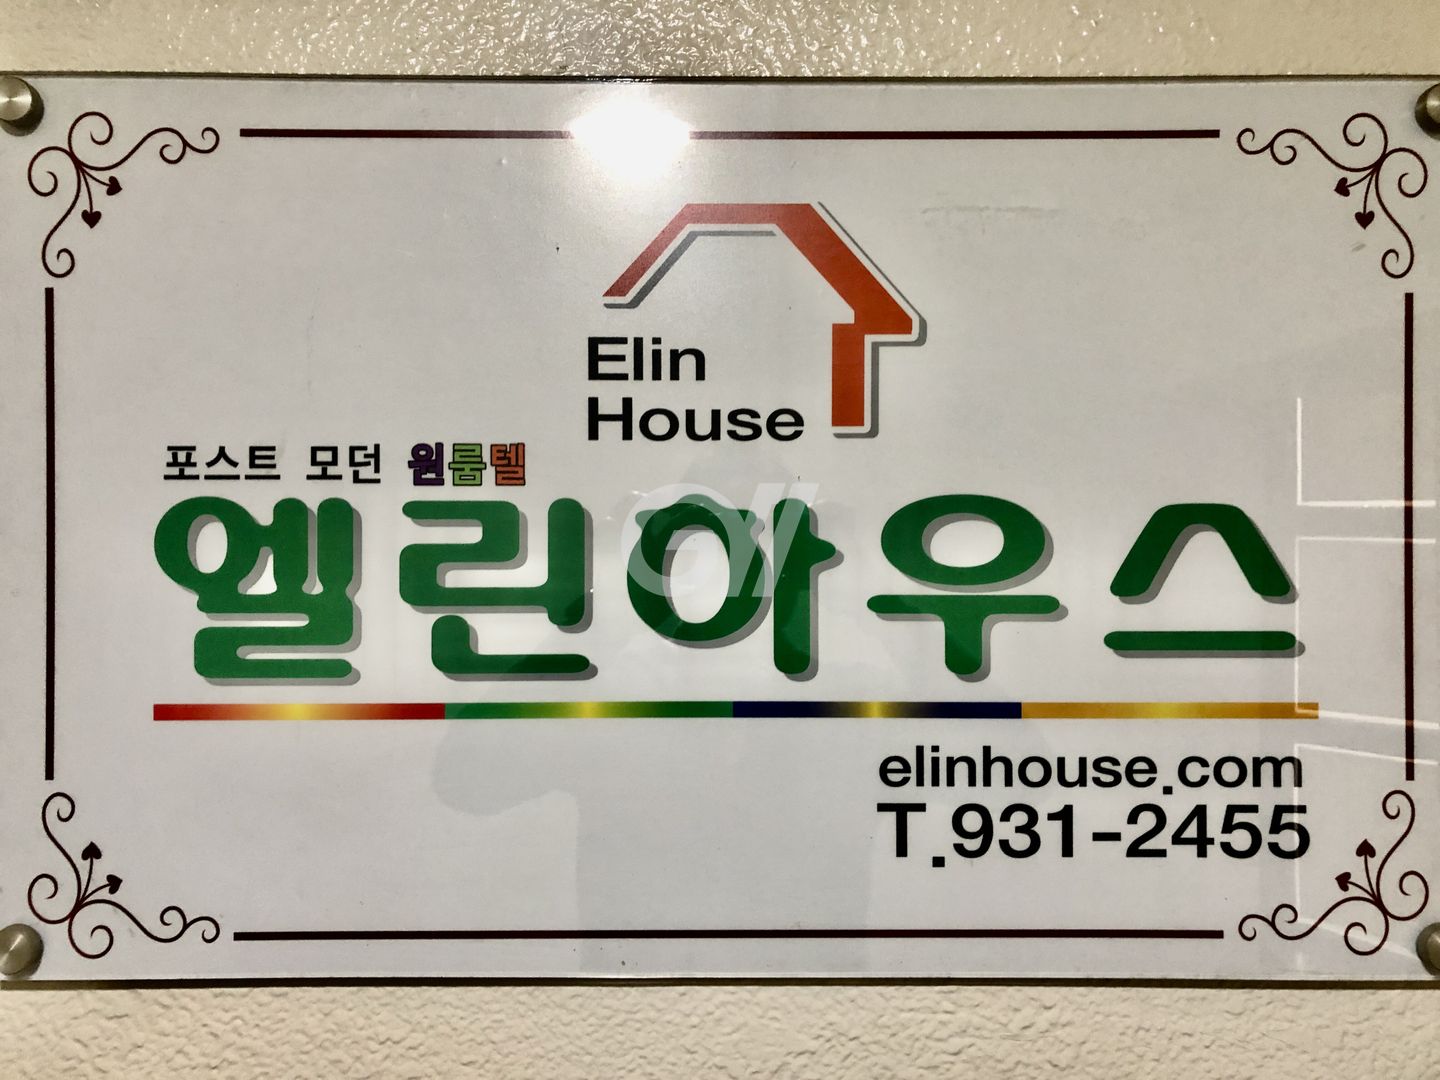 Elin
House
포스트 모던 원룸텔
엘린하우스
elinhouse.com
T.931-2455